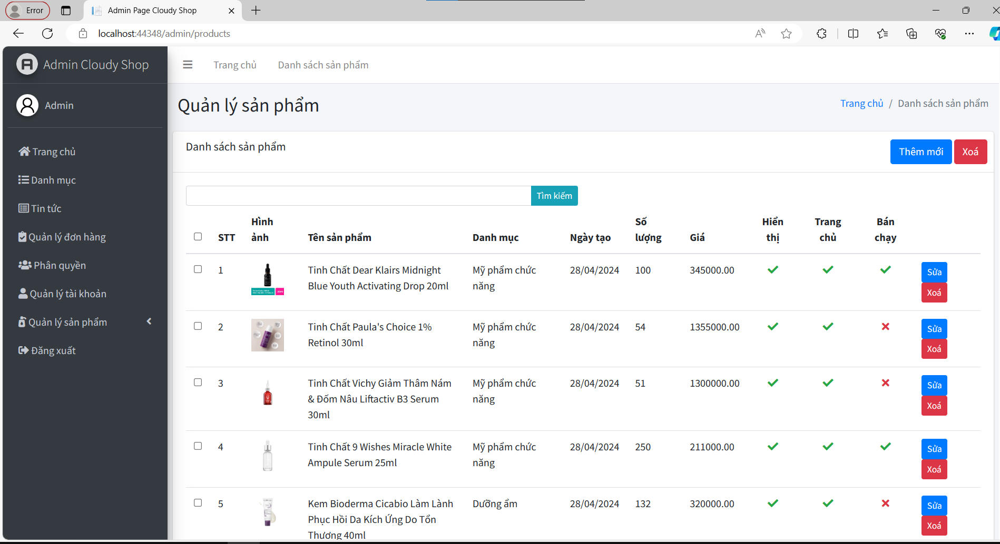 Error
Admin Page Cloudy Shop
localhost:44348/admin/products
Admin Cloudy Shop
Trang chủ
Danh sách sản phẩm
Admin
Quản lý sản phẩm
Trang chủ / Danh sách sản phẩm
Trang chủ
Danh mục
Tin tức
Quản lý đơn hàng
Phân quyền
Quản lý tài khoản
Quản lý sản phẩm
Đăng xuất
Danh sách sản phẩm
Thêm mới
Xoá
Tìm kiếm
STT
Hình
ảnh
Tên sản phẩm
Danh mục
Ngày tạo
Số
lượng
Giá
Hiển
thị
Trang
chủ
Bán
chạy
1
Tinh Chất Dear Klairs Midnight
Blue Youth Activating Drop 20ml
Mỹ phẩm chức
năng
28/04/2024
100
345000.00
Sửa
Xoá
2
Tinh Chất Paula's Choice 1%
Retinol 30ml
Mỹ phẩm chức
năng
28/04/2024
54
1355000.00
Sửa
Xoá
3
Tinh Chất Vichy Giảm Thâm Nám
& Đốm Nâu Liftactiv B3 Serum
30ml
Mỹ phẩm chức
năng
28/04/2024
51
1300000.00
Sửa
Xoá
4
Tinh Chất 9 Wishes Miracle White
Ampule Serum 25ml
Mỹ phẩm chức
năng
28/04/2024
250
211000.00
Sửa
Xoá
5
Kem Bioderma Cicabio Làm Lành
Phục Hồi Da Kích Ứng Do Tổn
Thương 40ml
Dưỡng ẩm
28/04/2024
132
320000.00
Sửa
Xoá